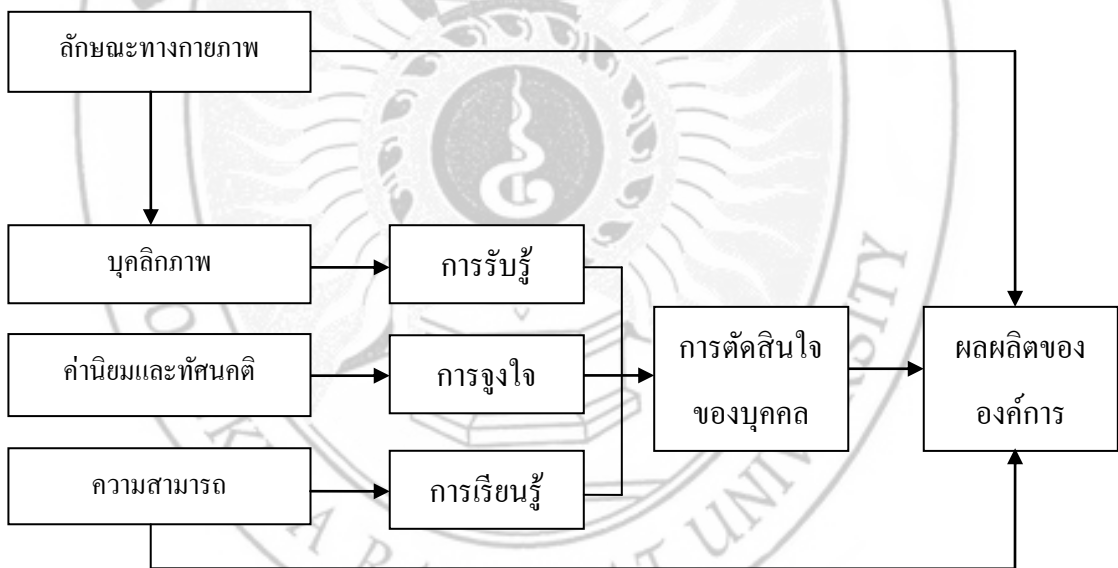 ลักษณะทางกายภาพ
บุคลิกภาพ
การรับรู้
ค่านิยมและทัศนคติ
การจูงใจ
การตัดสินใจ
ของบุคคล
ผลผลิตของ
องค์การ
ความสามารถ
การเรียนรู้
UNIVERSITY